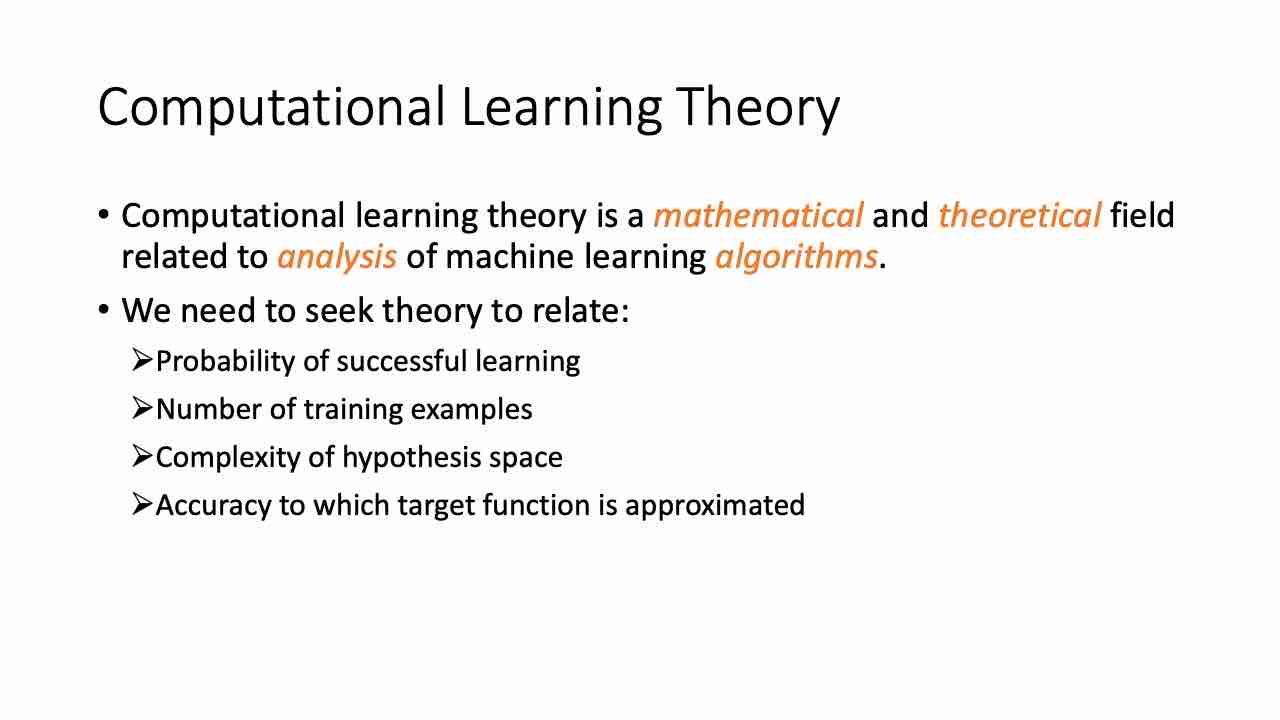 Computational Learning Theory
• Computational learning theory is a mathematical and theoretical field
related to analysis of machine learning algorithms.
• We need to seek theory to relate:
➢Probability of successful learning
➢Number of training examples
➢Complexity of hypothesis space
➢Accuracy to which target function is approximated